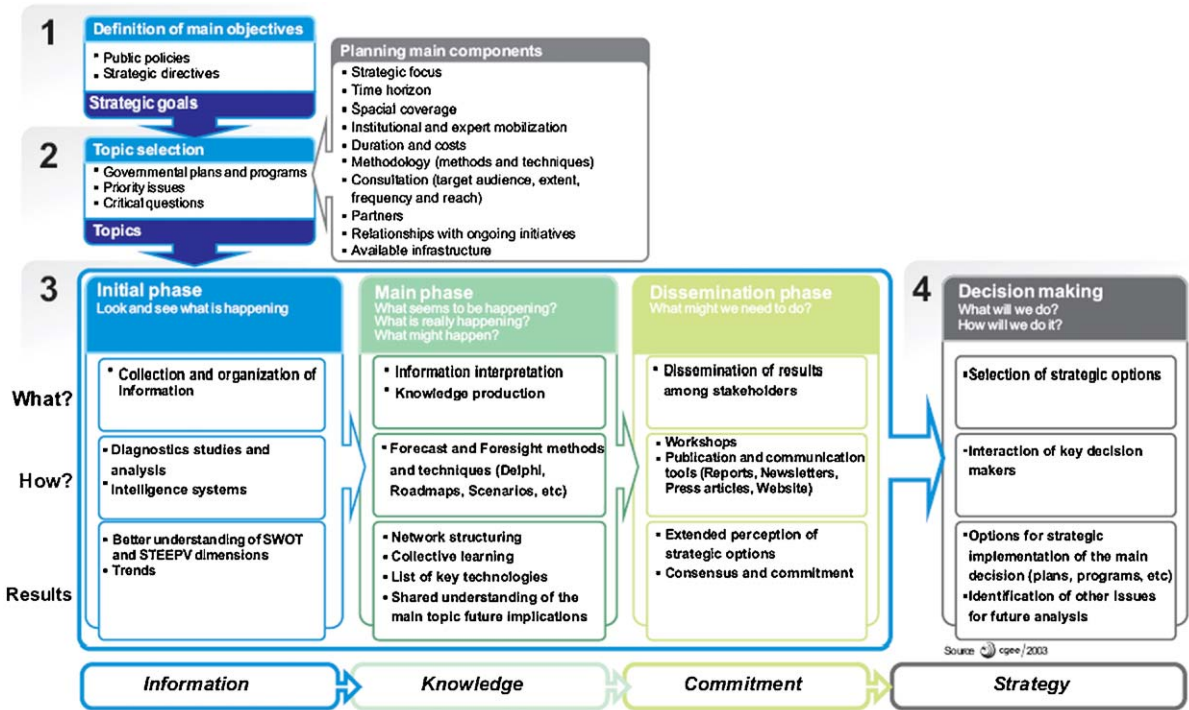 1
Definition of main objectives
▪ Public policies
▪ Strategic directives
Strategic goals
2
Topic selection
▪ Governmental plans and programs
▪ Priority issues
▪ Critical questions
Topics
Planning main components
▪ Strategic focus
▪ Time horizon
▪ Spacial coverage
▪ Institutional and expert mobilization
▪ Duration and costs
▪ Methodology (methods and techniques)
▪ Consultation (target audience, extent,
frequency and reach)
▪ Partners
▪ Relationships with ongoing initiatives
▪ Available infrastructure
3
Initial phase
Look and see what is happening
Main phase
What seems to be happening?
What is really happening?
What might happen?
Dissemination phase
What might we need to do?
4
Decision making
What will we do?
How will we do it?
What?
▪ Collection and organization of
information
▪ Information interpretation
▪ Knowledge production
▪ Dissemination of results
among stakeholders
▪ Selection of strategic options
How?
▪ Diagnostics studies and
analysis
▪ Intelligence systems
▪ Forecast and Foresight methods
and techniques (Delphi,
Roadmaps, Scenarios, etc)
▪ Workshops
▪ Publication and communication
tools (Reports, Newsletters,
Press articles, Website)
▪ Interaction of key decision
makers
Results
▪ Better understanding of SWOT
and STEEPV dimensions
▪ Trends
▪ Network structuring
▪ Collective learning
▪ List of key technologies
▪ Shared understanding of the
main topic future implications
▪ Extended perception of
strategic options
▪ Consensus and commitment
▪ Options for strategic
implementation of the main
decision (plans, programs, etc)
▪ Identification of other issues
for future analysis
Source cgee/2003
Information
Knowledge
Commitment
Strategy